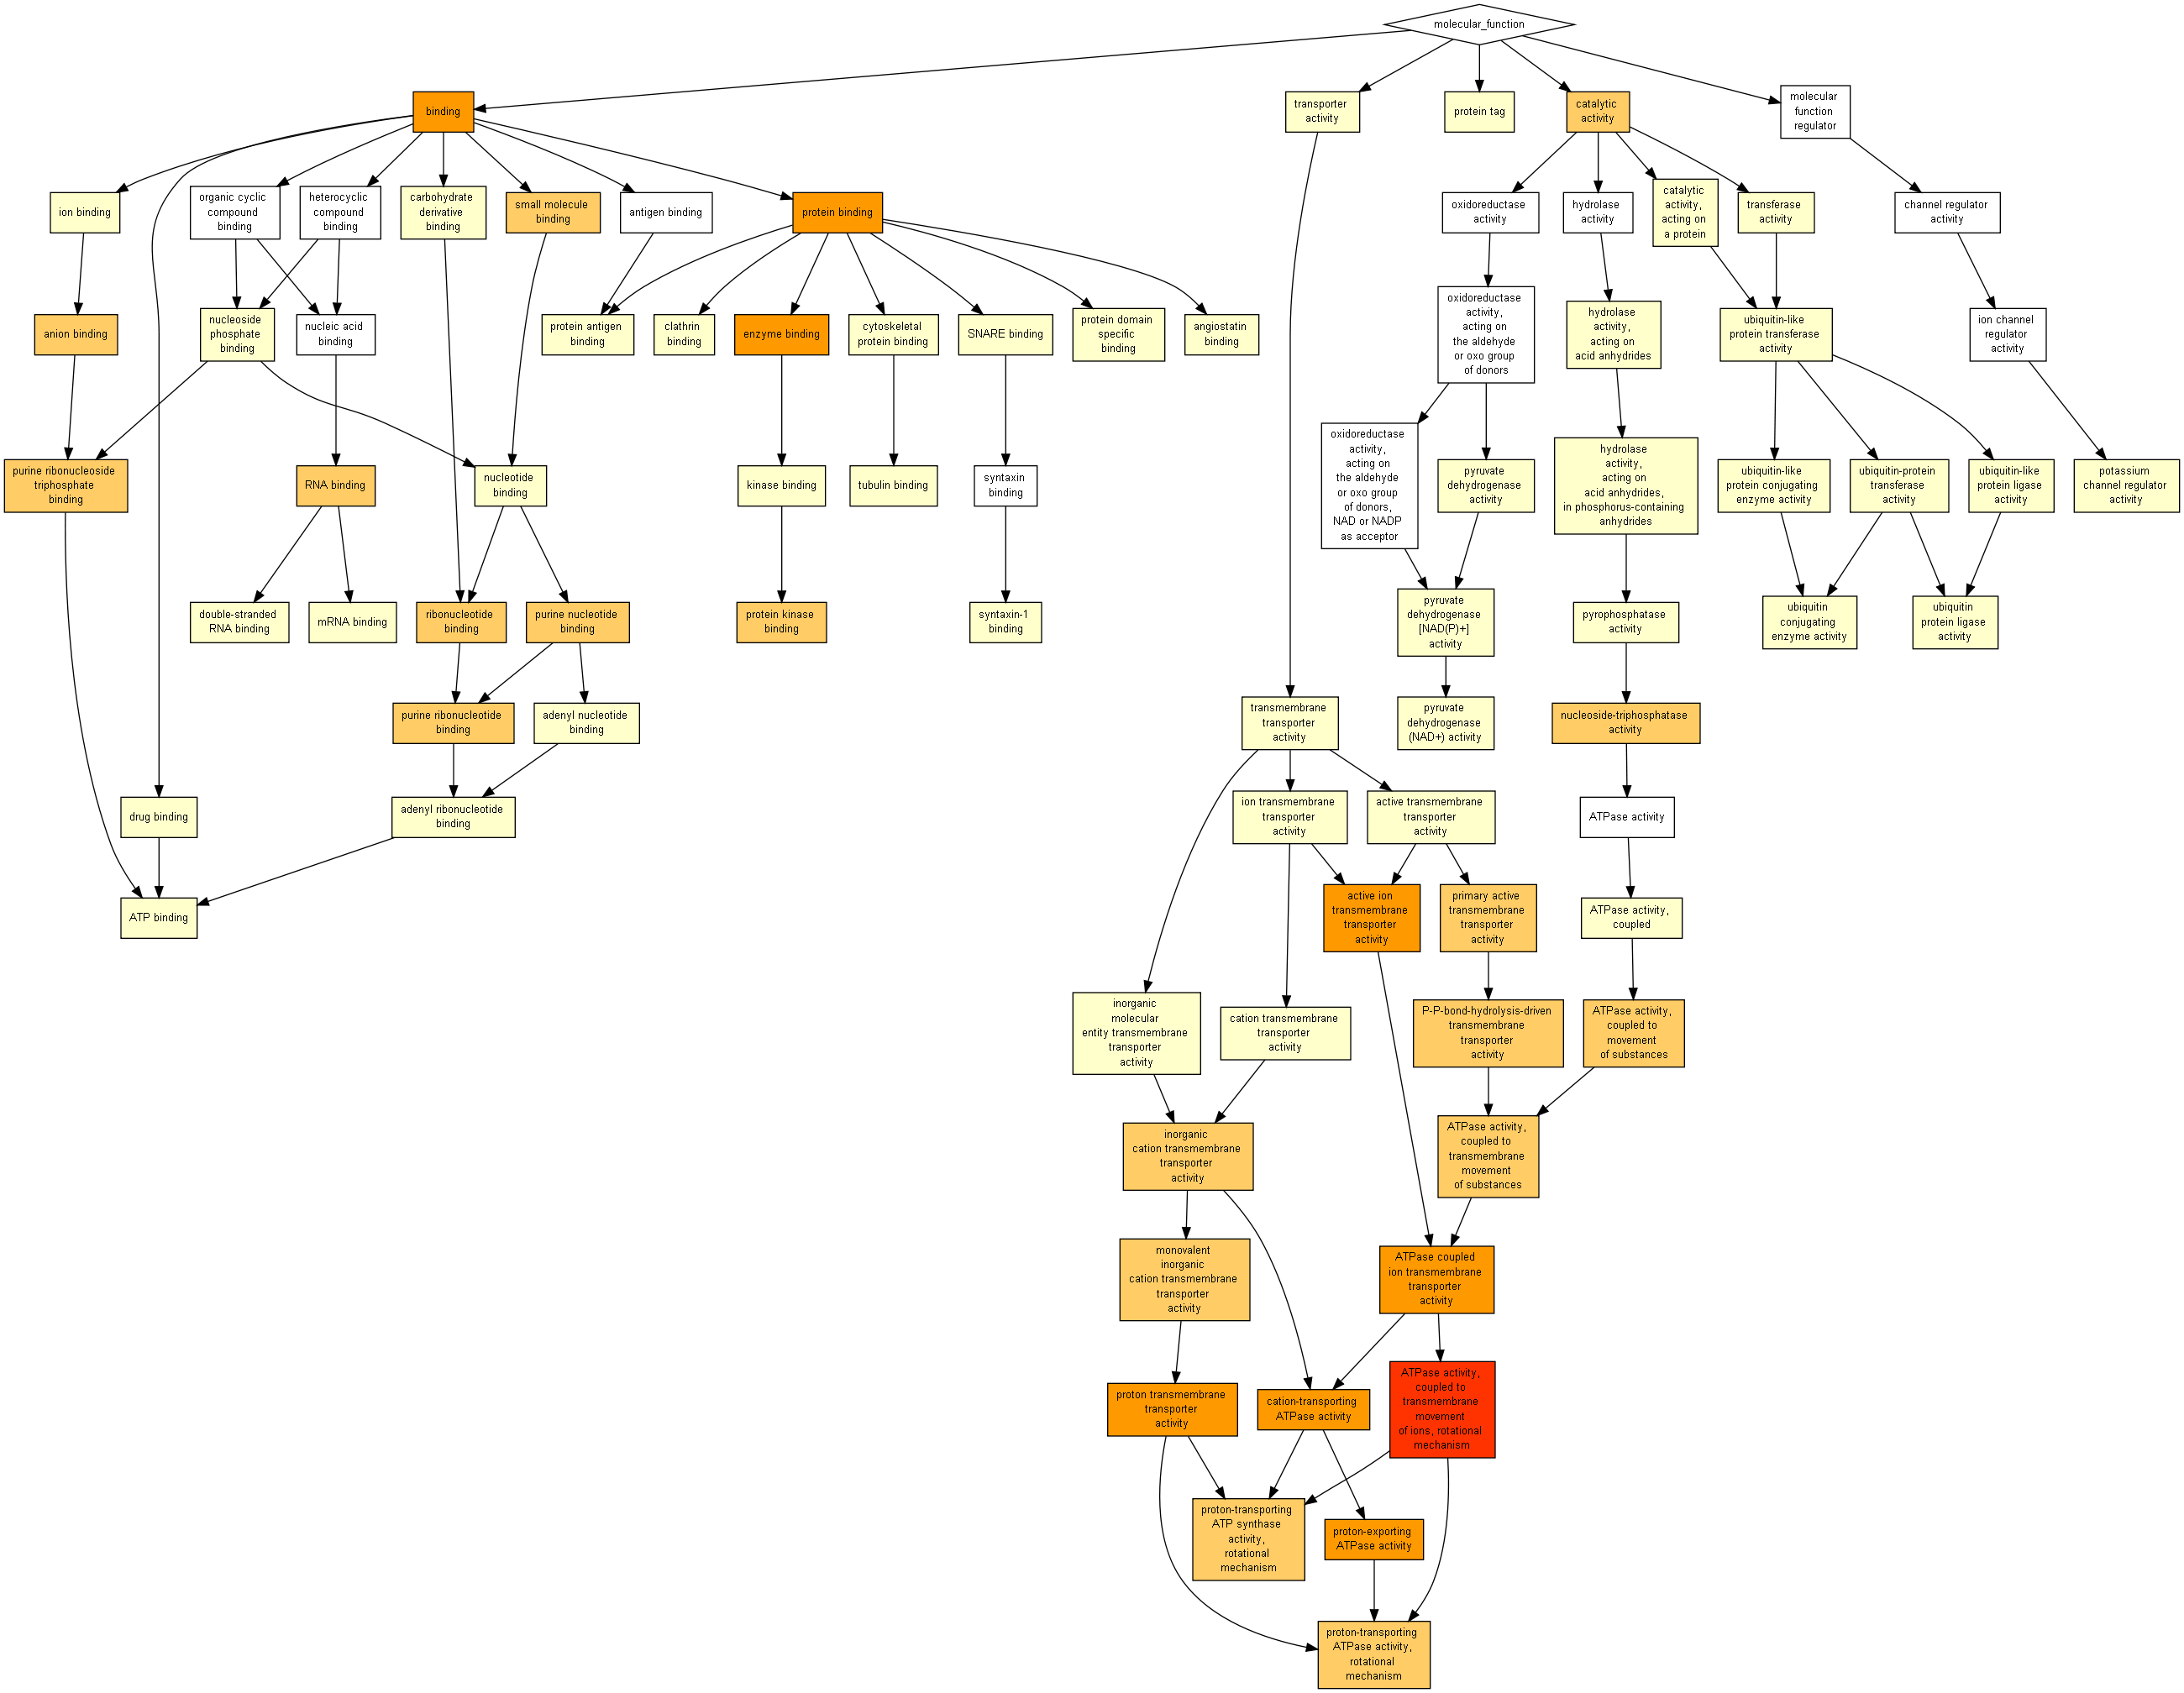 molecular_function
binding
transporter
activity
protein tag
catalytic
activity
molecular
function
regulator
ion binding
organic cyclic
compound
binding
heterocyclic
compound
binding
carbohydrate
derivative
binding
small molecule
binding
antigen binding
protein binding
oxidoreductase
activity
hydrolase
activity
catalytic
activity,
acting on
a protein
transferase
activity
channel regulator
activity
anion binding
nucleoside
phosphate
binding
nucleic acid
binding
protein antigen
binding
clathrin
binding
enzyme binding
cytoskeletal
protein binding
SNARE binding
protein domain
specific
binding
angiostatin
binding
oxidoreductase
activity,
acting on
the aldehyde
or oxo group
of donors
hydrolase
activity,
acting on
acid anhydrides
ubiquitin-like
protein transferase
activity
ion channel
regulator
activity
purine ribonucleoside
triphosphate
binding
RNA binding
nucleotide
binding
kinase binding
tubulin binding
syntaxin
binding
oxidoreductase
activity,
acting on
the aldehyde
or oxo group
of donors,
NAD or NADP
as acceptor
pyruvate
dehydrogenase
activity
hydrolase
activity,
acting on
acid anhydrides,
in phosphorus-containing
anhydrides
ubiquitin-like
protein conjugating
enzyme activity
ubiquitin-protein
transferase
activity
ubiquitin-like
protein ligase
activity
potassium
channel regulator
activity
double-stranded
RNA binding
mRNA binding
ribonucleotide
binding
purine nucleotide
binding
protein kinase
binding
syntaxin-1
binding
pyruvate
dehydrogenase
[NAD(P)+]
activity
pyrophosphatase
activity
ubiquitin
conjugating
enzyme activity
ubiquitin
protein ligase
activity
purine ribonucleotide
binding
adenyl nucleotide
binding
transmembrane
transporter
activity
pyruvate
dehydrogenase
(NAD+) activity
nucleoside-triphosphatase
activity
drug binding
adenyl ribonucleotide
binding
ion transmembrane
transporter
activity
active transmembrane
transporter
activity
ATPase activity
ATP binding
active ion
transmembrane
transporter
activity
primary active
transmembrane
transporter
activity
ATPase activity,
coupled
inorganic
molecular
entity transmembrane
transporter
activity
cation transmembrane
transporter
activity
P-P-bond-hydrolysis-driven
transmembrane
transporter
activity
ATPase activity,
coupled to
movement
of substances
inorganic
cation transmembrane
transporter
activity
ATPase activity,
coupled to
transmembrane
movement
of substances
monovalent
inorganic
cation transmembrane
transporter
activity
ATPase coupled
ion transmembrane
transporter
activity
proton transmembrane
transporter
activity
cation-transporting
ATPase activity
ATPase activity,
coupled to
transmembrane
movement
of ions, rotational
mechanism
proton-transporting
ATP synthase
activity,
rotational
mechanism
proton-exporting
ATPase activity
proton-transporting
ATPase activity,
rotational
mechanism